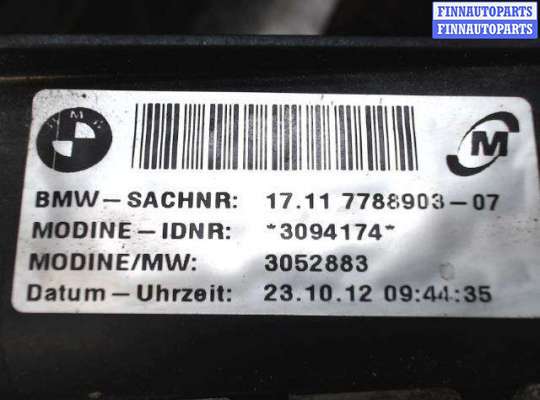 FINNAUTOPARTS
FINNAUTOPARTS
M
M
BMW-SACHNR: 17.11 7788903-07
MODINE-IDNR: *3094174*
MODINE/MW: 3052883
Datum-Uhrzeit: 23.10.12 09:44:35